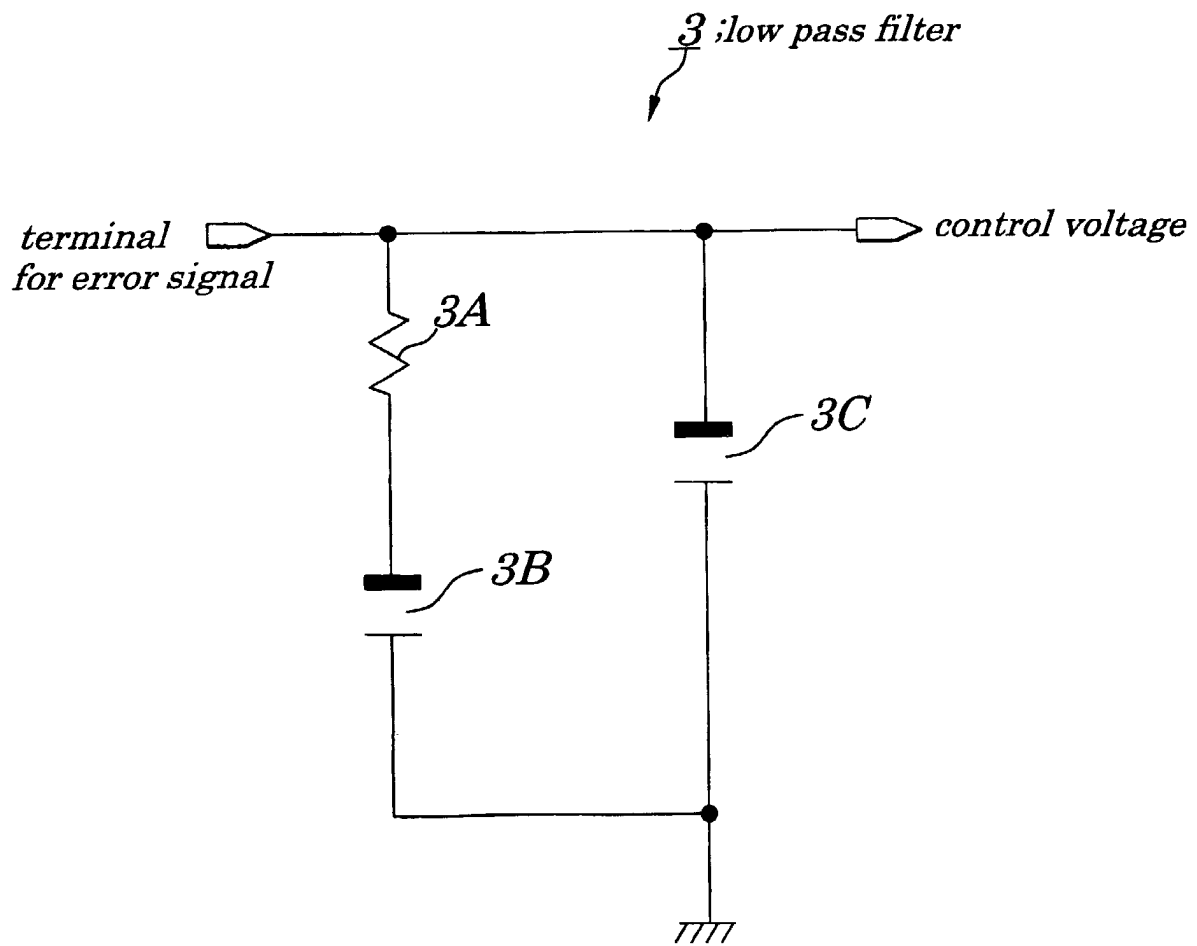 3 ;low pass filter
terminal
for error signal
control voltage
3A
3C
3B